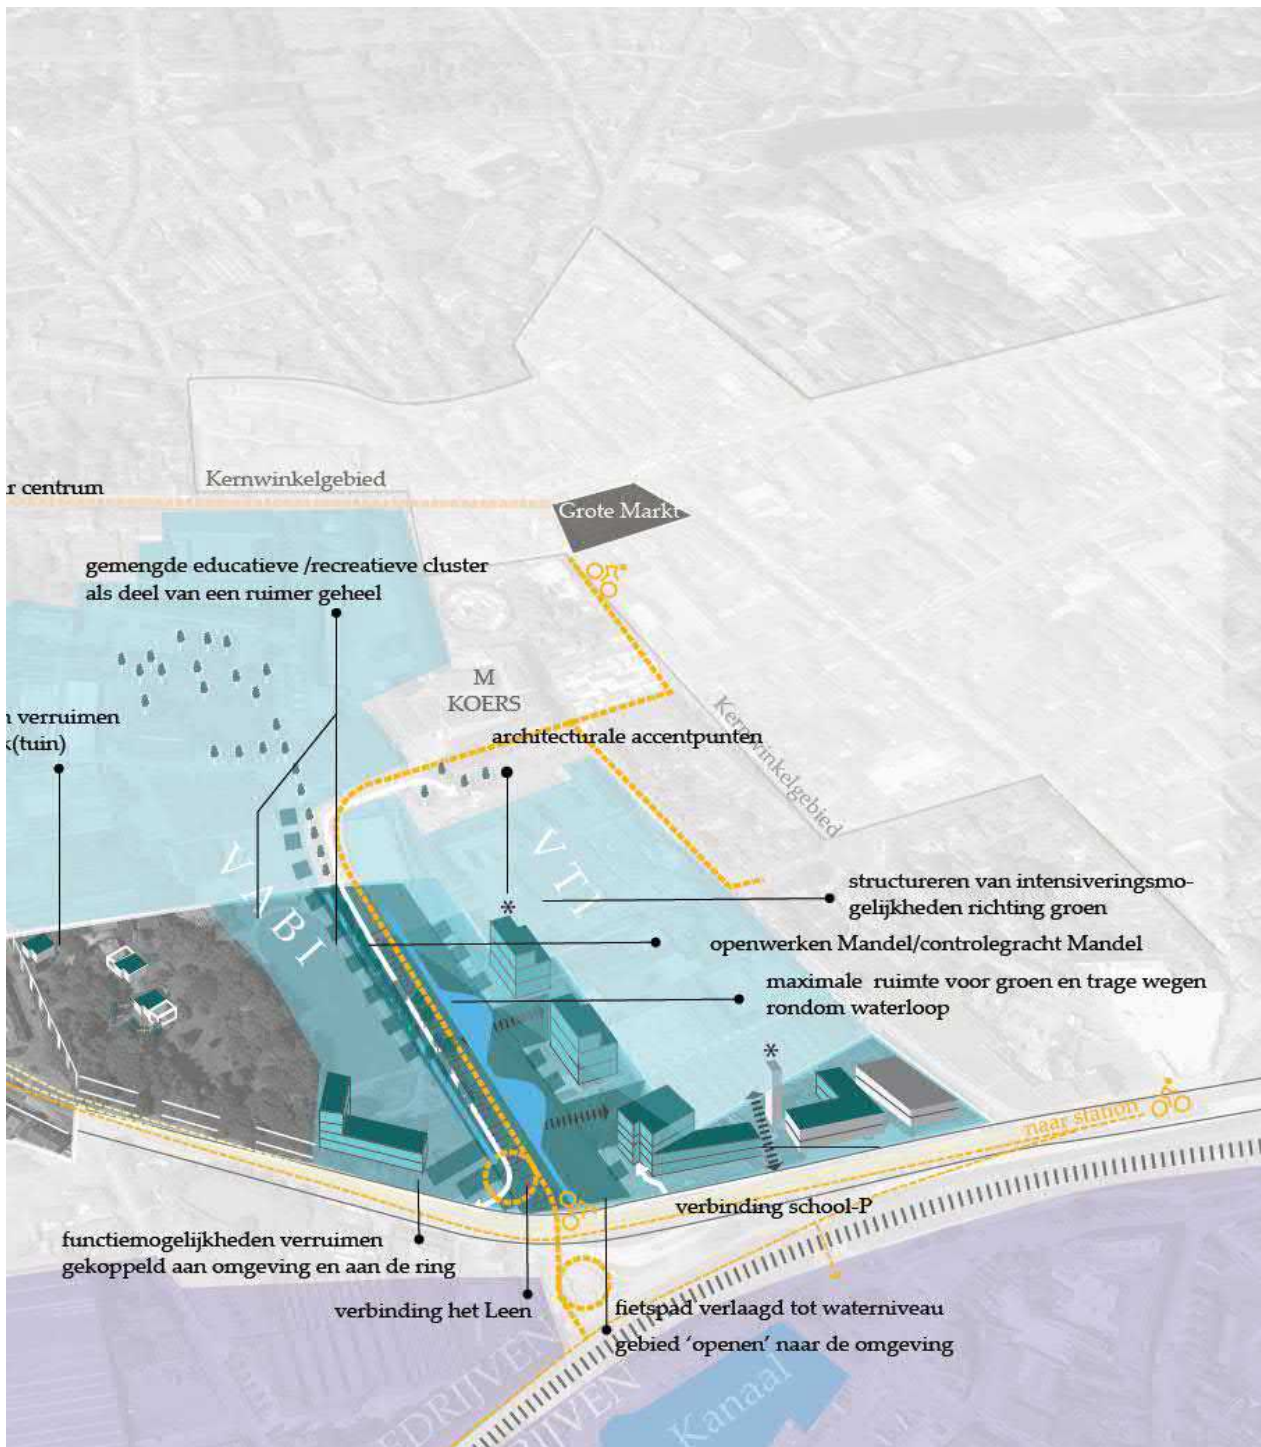 Kernwinkelgebied
r centrum
Grote Markt
gemengde educatieve /recreatieve cluster
als deel van een ruimer geheel
M
KOERS
n verruimen
k(tuin)
Kernwinkelgebied
architecturale accentpunten
VTI
VABI
structureren van intensiveringsmo-
gelijkheden richting groen
*
openwerken Mandel/controlegracht Mandel
maximale ruimte voor groen en trage wegen
rondom waterloop
*
naar station
verbinding school-P
functiemogelijkheden verruimen
gekoppeld aan omgeving en aan de ring
verbinding het Leen
fietspad verlaagd tot waterniveau
gebied ‘openen’ naar de omgeving
EDRIJVEN
RIJVEN
Kanaal